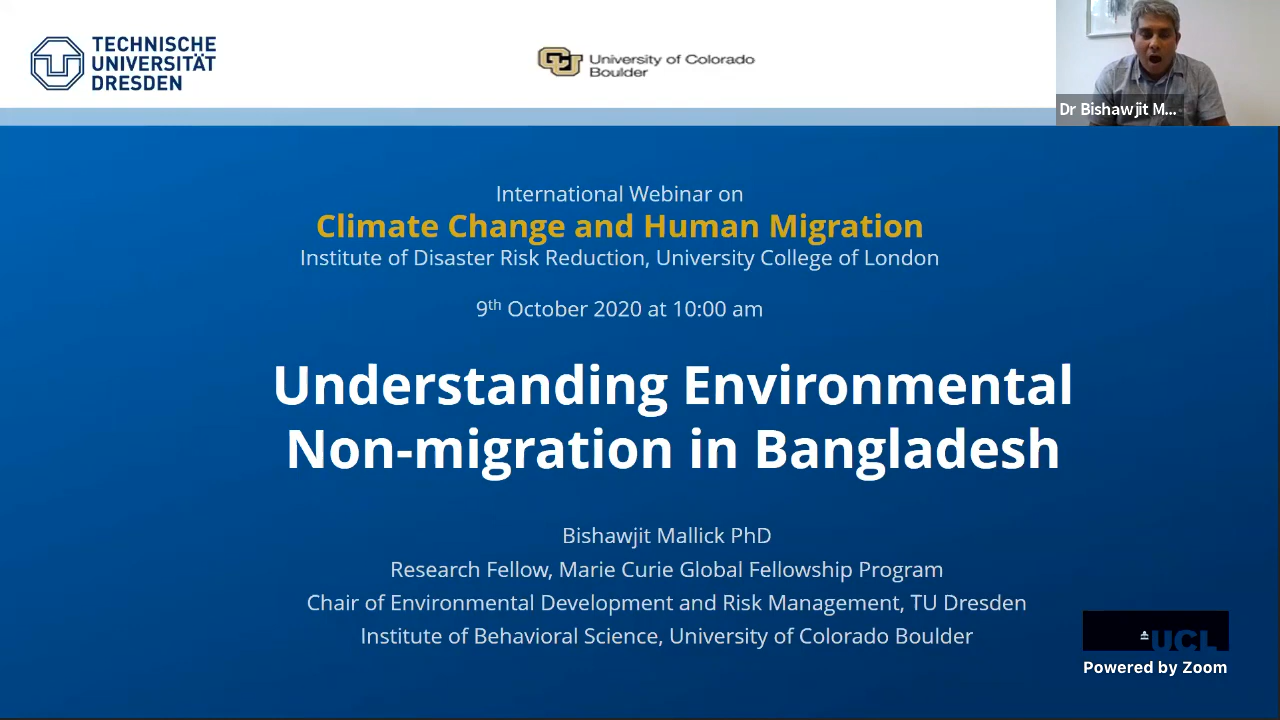 TECHNISCHE
UNIVERSITÄT
DRESDEN
CU
University of Colorado
Boulder
Dr Bishawjit M...
International Webinar on
Climate Change and Human Migration
Institute of Disaster Risk Reduction, University College of London
9th October 2020 at 10:00 am
Understanding Environmental
Non-migration in Bangladesh
Bishawjit Mallick PhD
Research Fellow, Marie Curie Global Fellowship Program
Chair of Environmental Development and Risk Management, TU Dresden
Institute of Behavioral Science, University of Colorado Boulder
UCL
Powered by Zoom